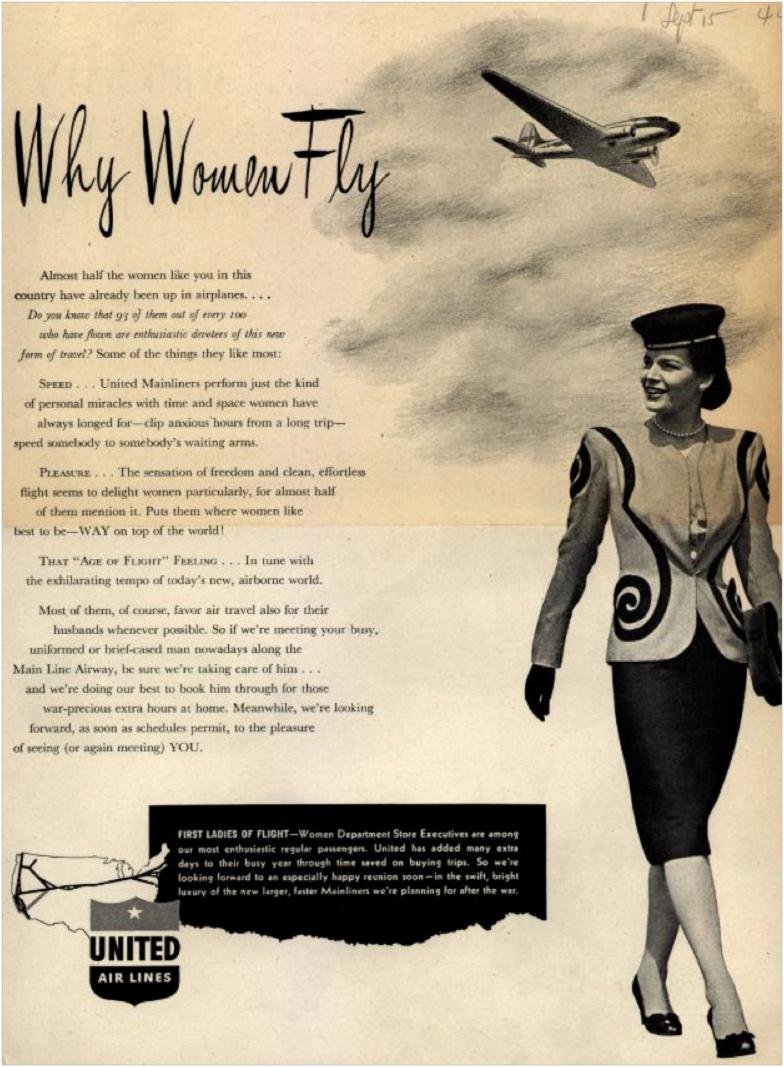 Sept 15
Why Women Fly
Almost half the women like you in this
country have already been up in airplanes. . . .
Do you know that 93 of them out of every 100
who have flown are enthusiastic devotees of this new
form of travel? Some of the things they like most:
SPEED . . . United Mainliners perform just the kind
of personal miracles with time and space women have
always longed for—clip anxious hours from a long trip—
speed somebody to somebody's waiting arms.
PLEASURE . . . The sensation of freedom and clean, effortless
flight seems to delight women particularly, for almost half
of them mention it. Puts them where women like
best to be—WAY on top of the world!
THAT "AGE OF FLIGHT" FEELING . . . In tune with
the exhilarating tempo of today's new, airborne world.
Most of them, of course, favor air travel also for their
husbands whenever possible. So if we're meeting your busy,
uniformed or brief-cased man nowadays along the
Main Line Airway, be sure we're taking care of him . . .
and we're doing our best to book him through for those
war-precious extra hours at home. Meanwhile, we're looking
forward, as soon as schedules permit, to the pleasure
of seeing (or again meeting) YOU.
FIRST LADIES OF FLIGHT—Women Department Store Executives are among
our most enthusiastic regular passengers. United has added many extra
days to their busy year through time saved on buying trips. So we're
looking forward to an especially happy reunion soon—in the swift, bright
luxury of the new larger, faster Mainliners we're planning for after the war.
UNITED
AIR LINES